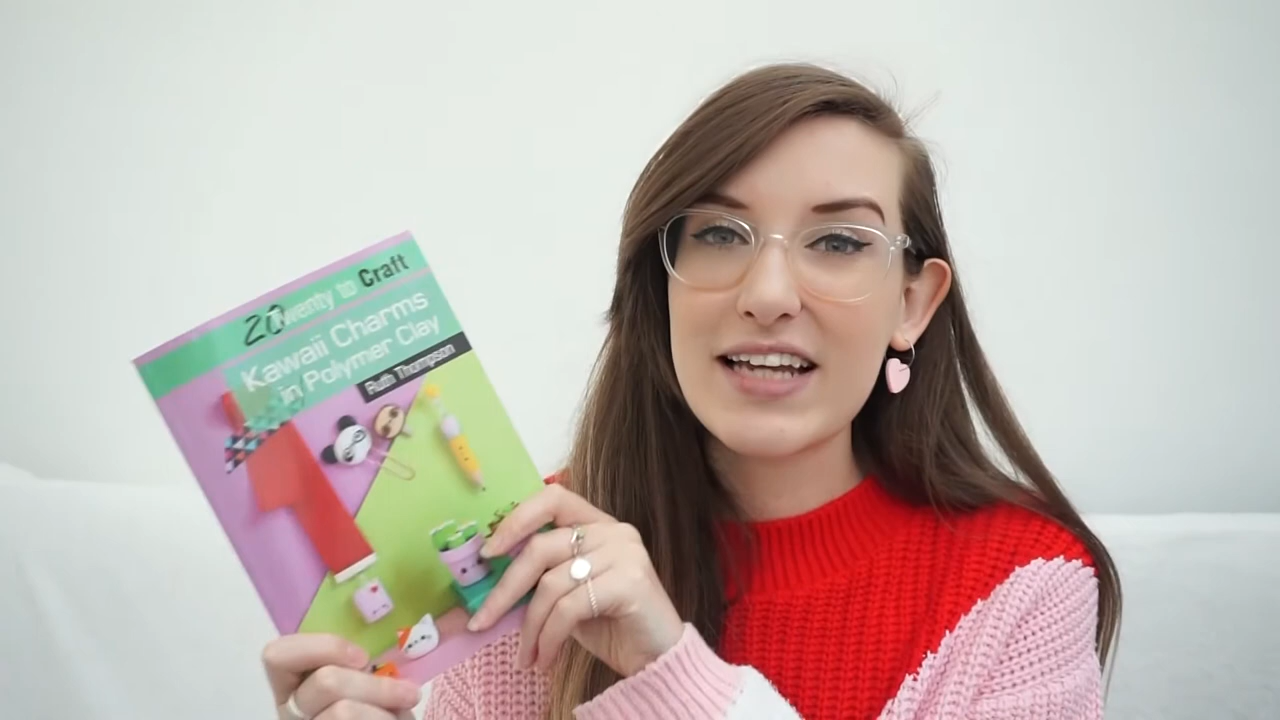 20 Twenty to Craft
Kawaii Charms
in Polymer Clay
Ruth Thompson